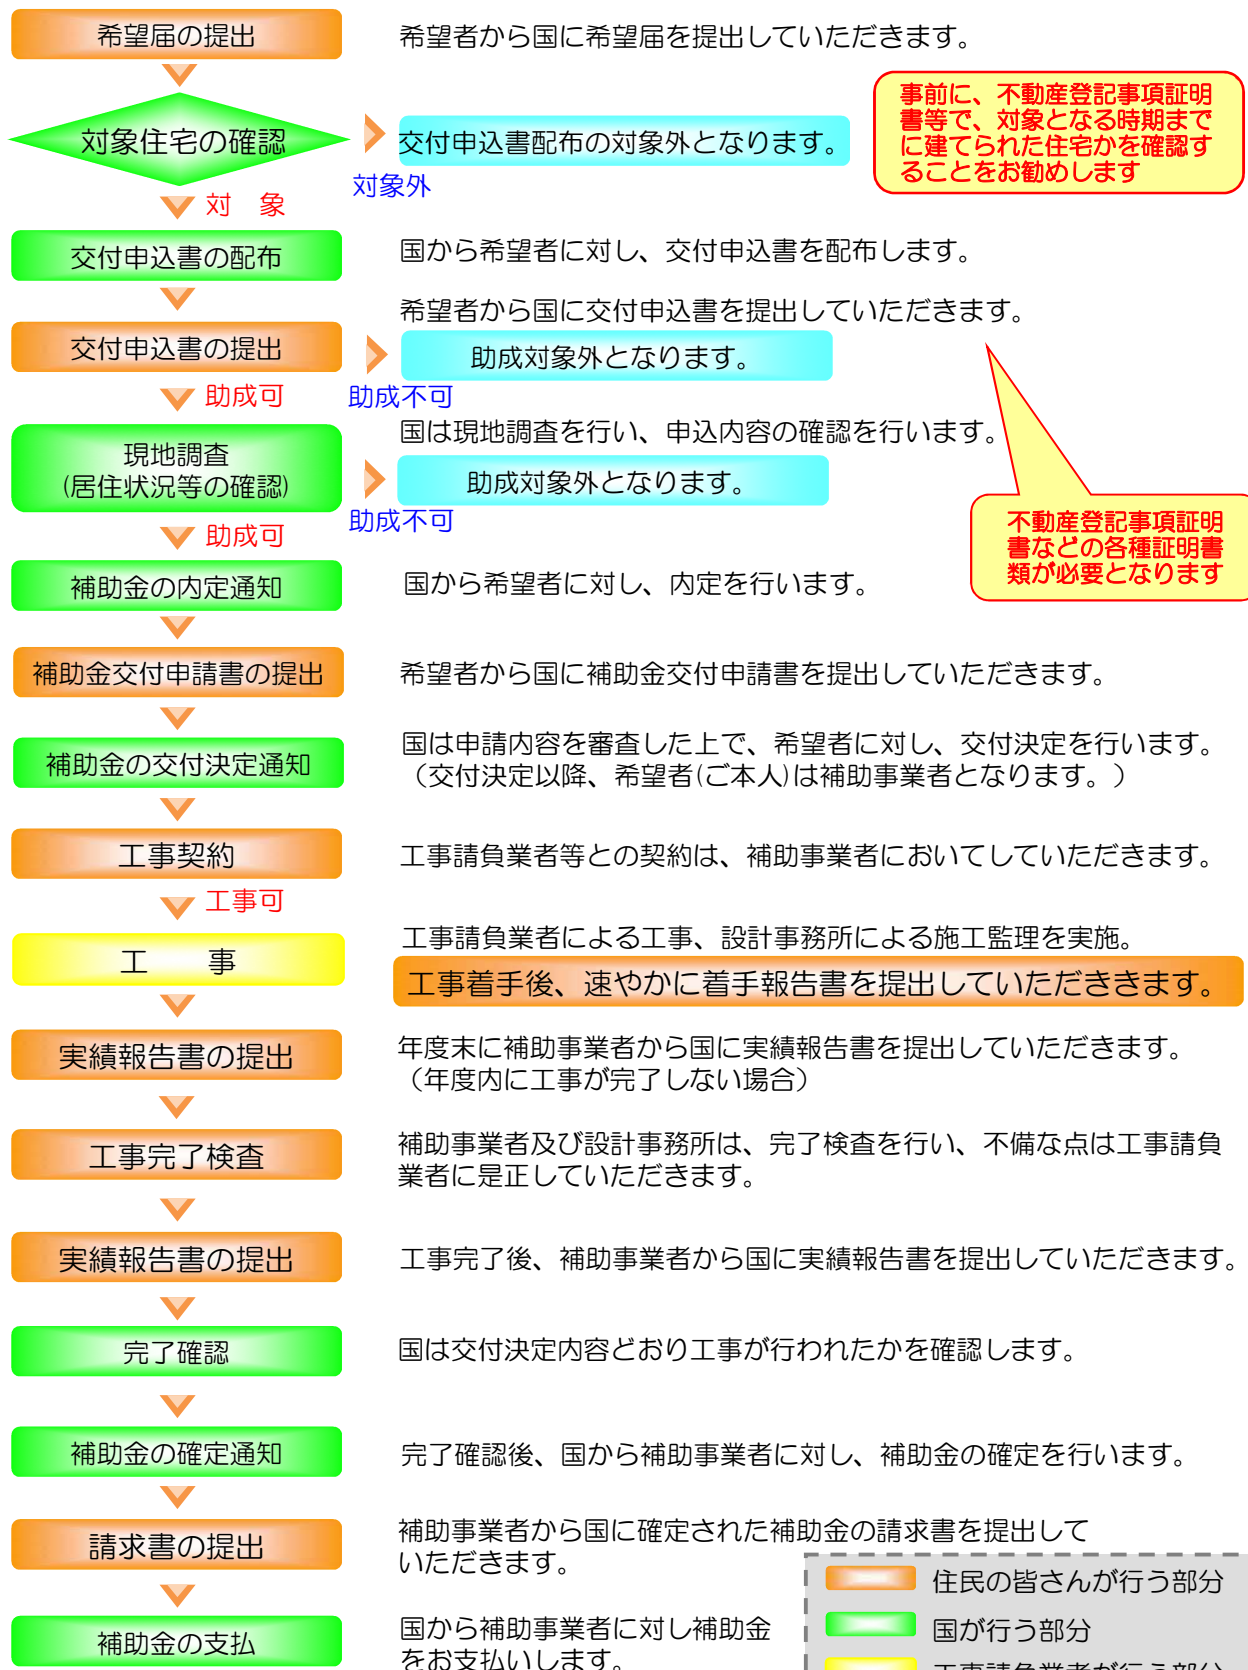 希望届の提出
希望者から国に希望届を提出していただきます。
対象住宅の確認
交付申込書配布の対象外となります。
対象外
事前に、不動産登記事項証明
書等で、対象となる時期まで
に建てられた住宅かを確認す
ることをお勧めします
対　象
交付申込書の配布
国から希望者に対し、交付申込書を配布します。
希望者から国に交付申込書を提出していただきます。
交付申込書の提出
助成対象外となります。
助成可
助成不可
国は現地調査を行い、申込内容の確認を行います。
現地調査
(居住状況等の確認)
助成対象外となります。
助成不可
助成可
不動産登記事項証明
書などの各種証明書
類が必要となります
補助金の内定通知
国から希望者に対し、内定を行います。
補助金交付申請書の提出
希望者から国に補助金交付申請書を提出していただきます。
補助金の交付決定通知
国は申請内容を審査した上で、希望者に対し、交付決定を行います。
（交付決定以降、希望者(ご本人)は補助事業者となります。）
工事契約
工事請負業者等との契約は、補助事業者においてしていただきます。
工事可
工　　事
工事請負業者による工事、設計事務所による施工監理を実施。
工事着手後、速やかに着手報告書を提出していただききます。
実績報告書の提出
年度末に補助事業者から国に実績報告書を提出していただきます。
（年度内に工事が完了しない場合）
工事完了検査
補助事業者及び設計事務所は、完了検査を行い、不備な点は工事請負
業者に是正していただきます。
実績報告書の提出
工事完了後、補助事業者から国に実績報告書を提出していただきます。
完了確認
国は交付決定内容どおり工事が行われたかを確認します。
補助金の確定通知
完了確認後、国から補助事業者に対し、補助金の確定を行います。
請求書の提出
補助事業者から国に確定された補助金の請求書を提出して
いただきます。
補助金の支払
国から補助事業者に対し補助金
をお支払いします。
住民の皆さんが行う部分
国が行う部分
工事請負業者が行う部分